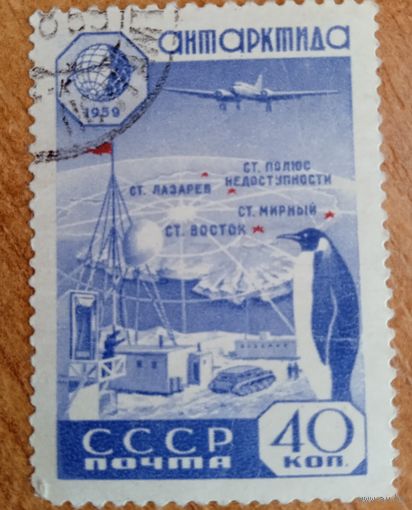 АНТАРКТИДА
1959
СТ. ПОЛЮС
НЕДОСТУПНОСТИ
СТ. ЛАЗАРЕВ
СТ. МИРНЫЙ
СТ. ВОСТОК
СССР
ПОЧТА
40
КОП.